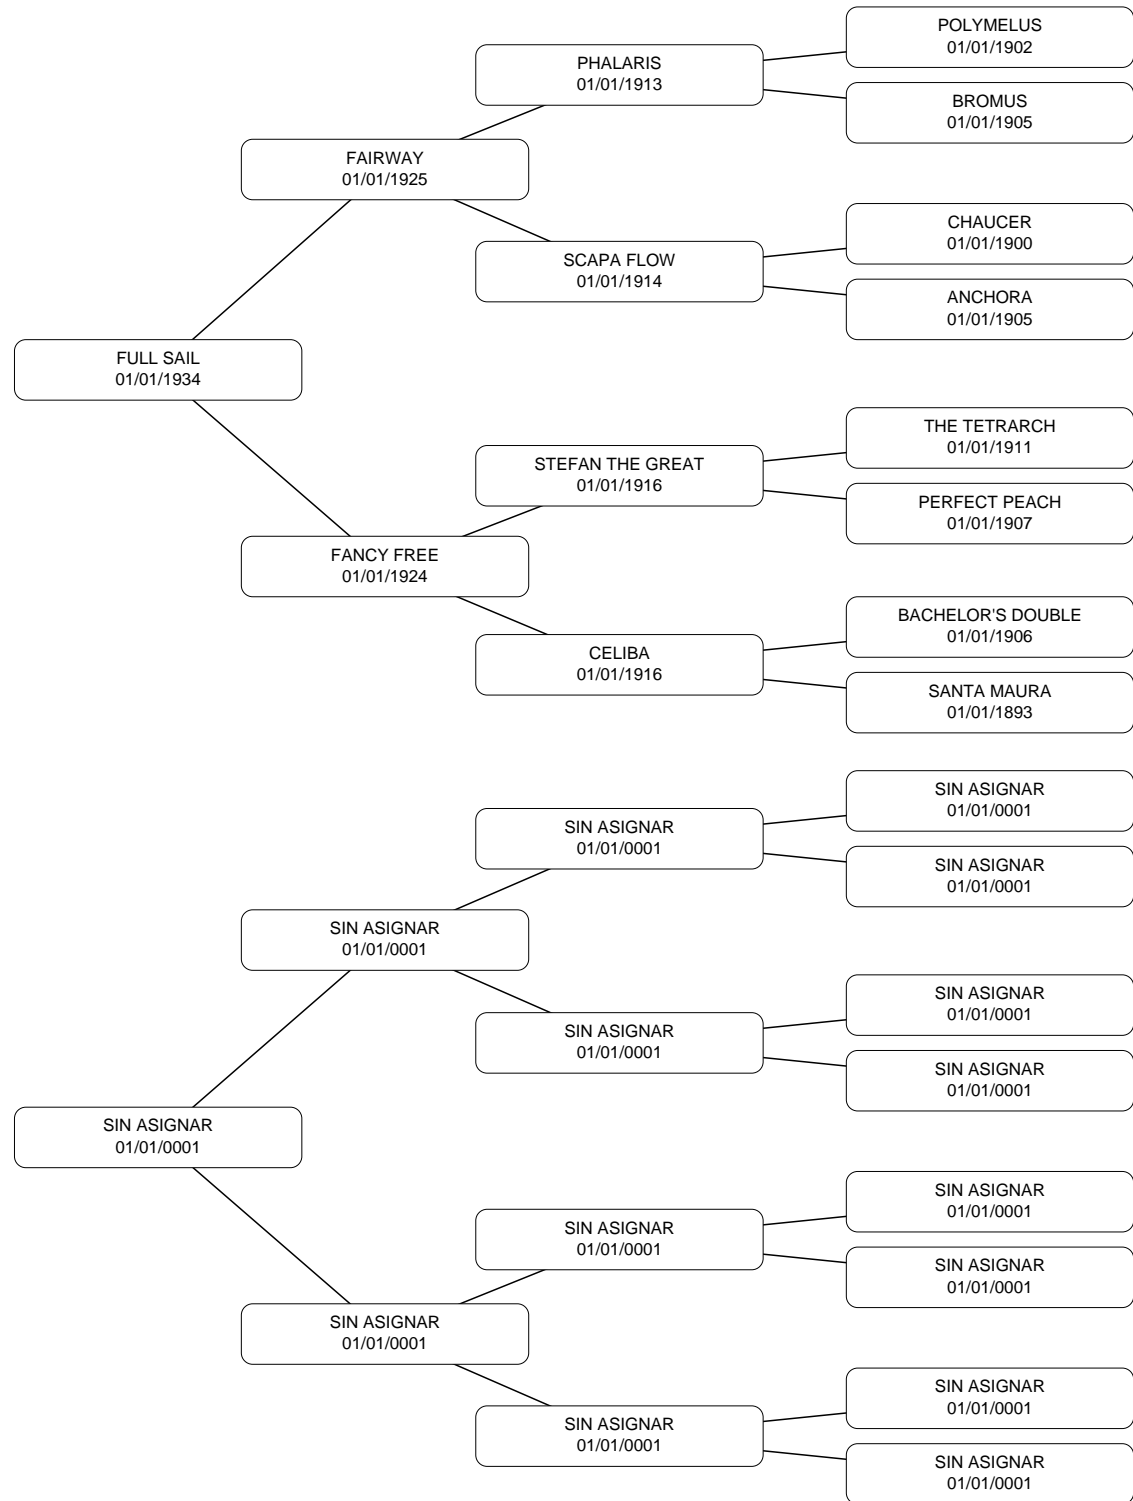 POLYMELUS
01/01/1902
PHALARIS
01/01/1913
BROMUS
01/01/1905
FAIRWAY
01/01/1925
CHAUCER
01/01/1900
SCAPA FLOW
01/01/1914
ANCHORA
01/01/1905
FULL SAIL
01/01/1934
THE TETRARCH
01/01/1911
STEFAN THE GREAT
01/01/1916
PERFECT PEACH
01/01/1907
FANCY FREE
01/01/1924
BACHELOR'S DOUBLE
01/01/1906
CELIBA
01/01/1916
SANTA MAURA
01/01/1893
SIN ASIGNAR
01/01/0001
SIN ASIGNAR
01/01/0001
SIN ASIGNAR
01/01/0001
SIN ASIGNAR
01/01/0001
SIN ASIGNAR
01/01/0001
SIN ASIGNAR
01/01/0001
SIN ASIGNAR
01/01/0001
SIN ASIGNAR
01/01/0001
SIN ASIGNAR
01/01/0001
SIN ASIGNAR
01/01/0001
SIN ASIGNAR
01/01/0001
SIN ASIGNAR
01/01/0001
SIN ASIGNAR
01/01/0001
SIN ASIGNAR
01/01/0001
SIN ASIGNAR
01/01/0001